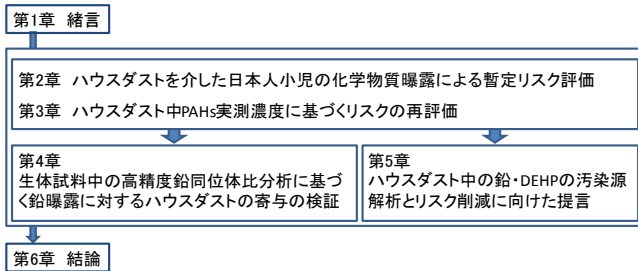 第1章 緒言
第2章 ハウスダストを介した日本人小児の化学物質曝露による暫定リスク評価
第3章 ハウスダスト中PAHs実測濃度に基づくリスクの再評価
第4章
生体試料中の高精度鉛同位体比分析に基づ
く鉛曝露に対するハウスダストの寄与の検証
第5章
ハウスダスト中の鉛・DEHPの汚染源
解析とリスク削減に向けた提言
第6章 結論